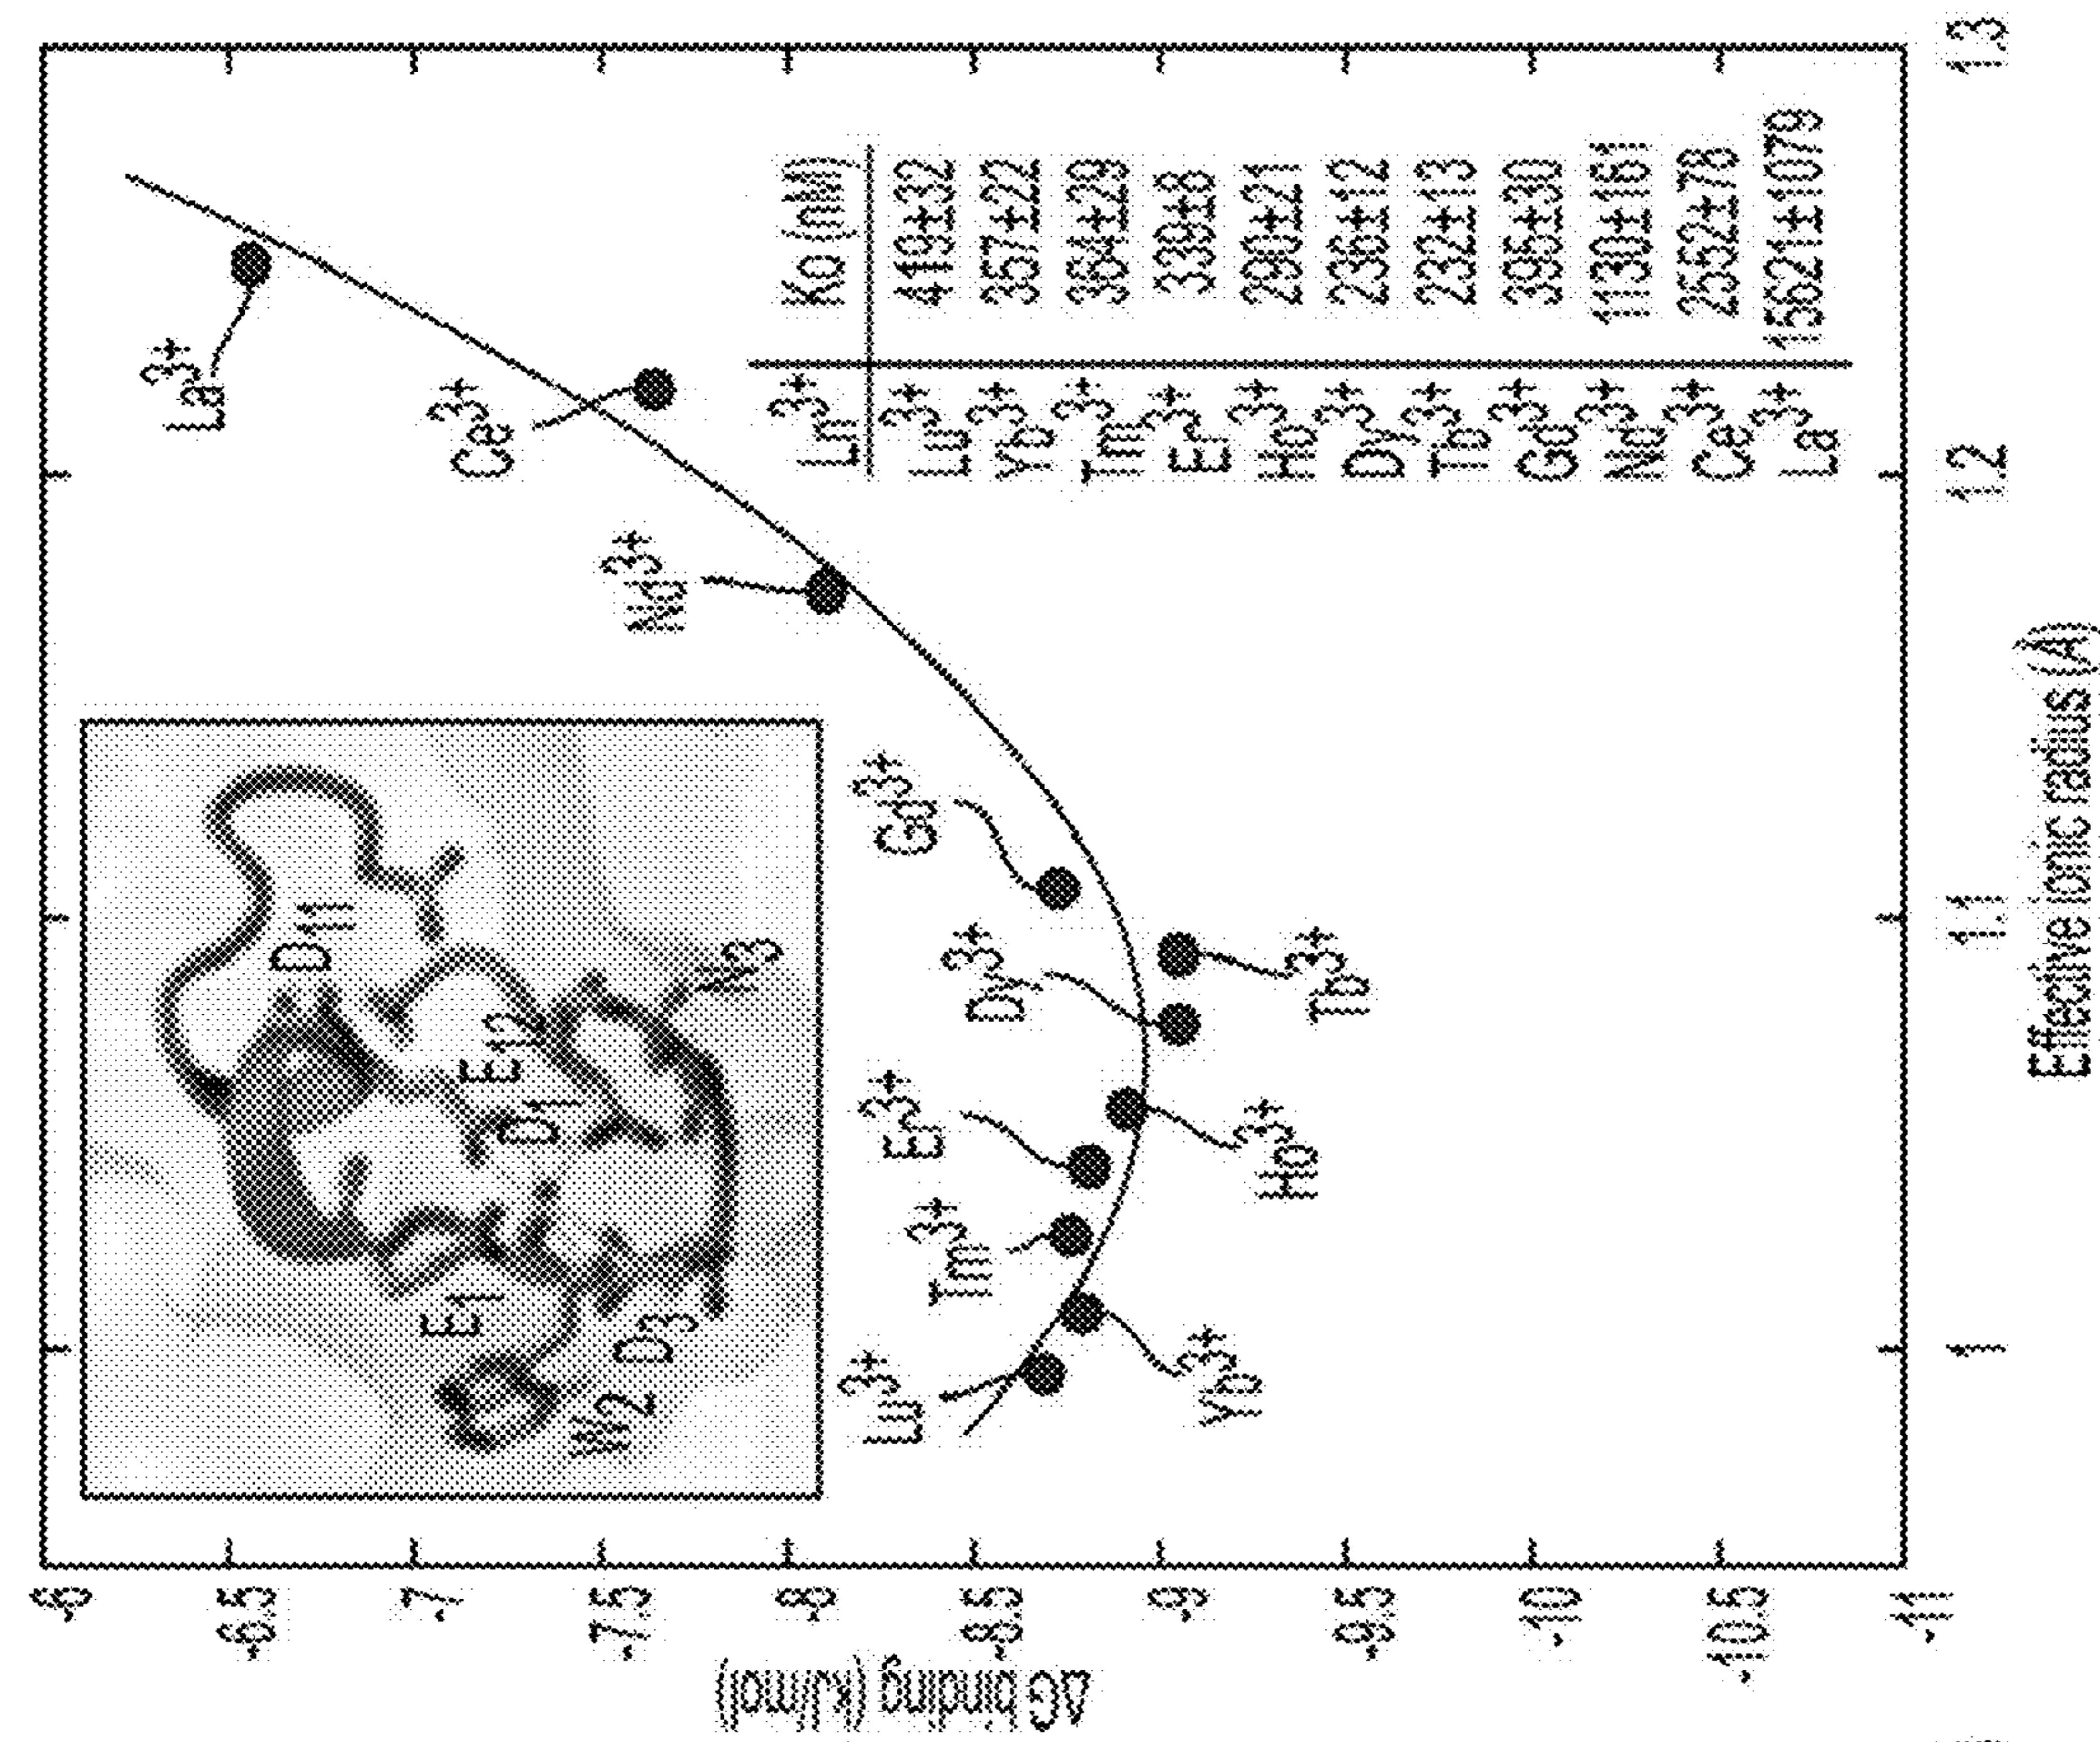 ΔG binding (kJ/mol)
-6
-6.5
-7
-7.5
-8
-8.5
-9
-9.5
-10
-10.5
-11
E1
W2
D3
D1
E12
D11
N3
La3+
Ce3+
Nd3+
Gd3+
Dy3+
Er3+
Tm3+
Lu3+
Tb3+
Ho3+
Yb3+
Ln3+ KD (nM)
Lu3+ 419±32
Yb3+ 357±22
Tm3+ 364±29
Er3+ 339±8
Ho3+ 290±21
Dy3+ 236±12
Tb3+ 232±13
Gd3+ 395±30
Nd3+ 1130±161
Ce3+ 2552±78
La3+ 15621±1079
1 1.1 1.2 1.3
Effective ionic radius (Å)